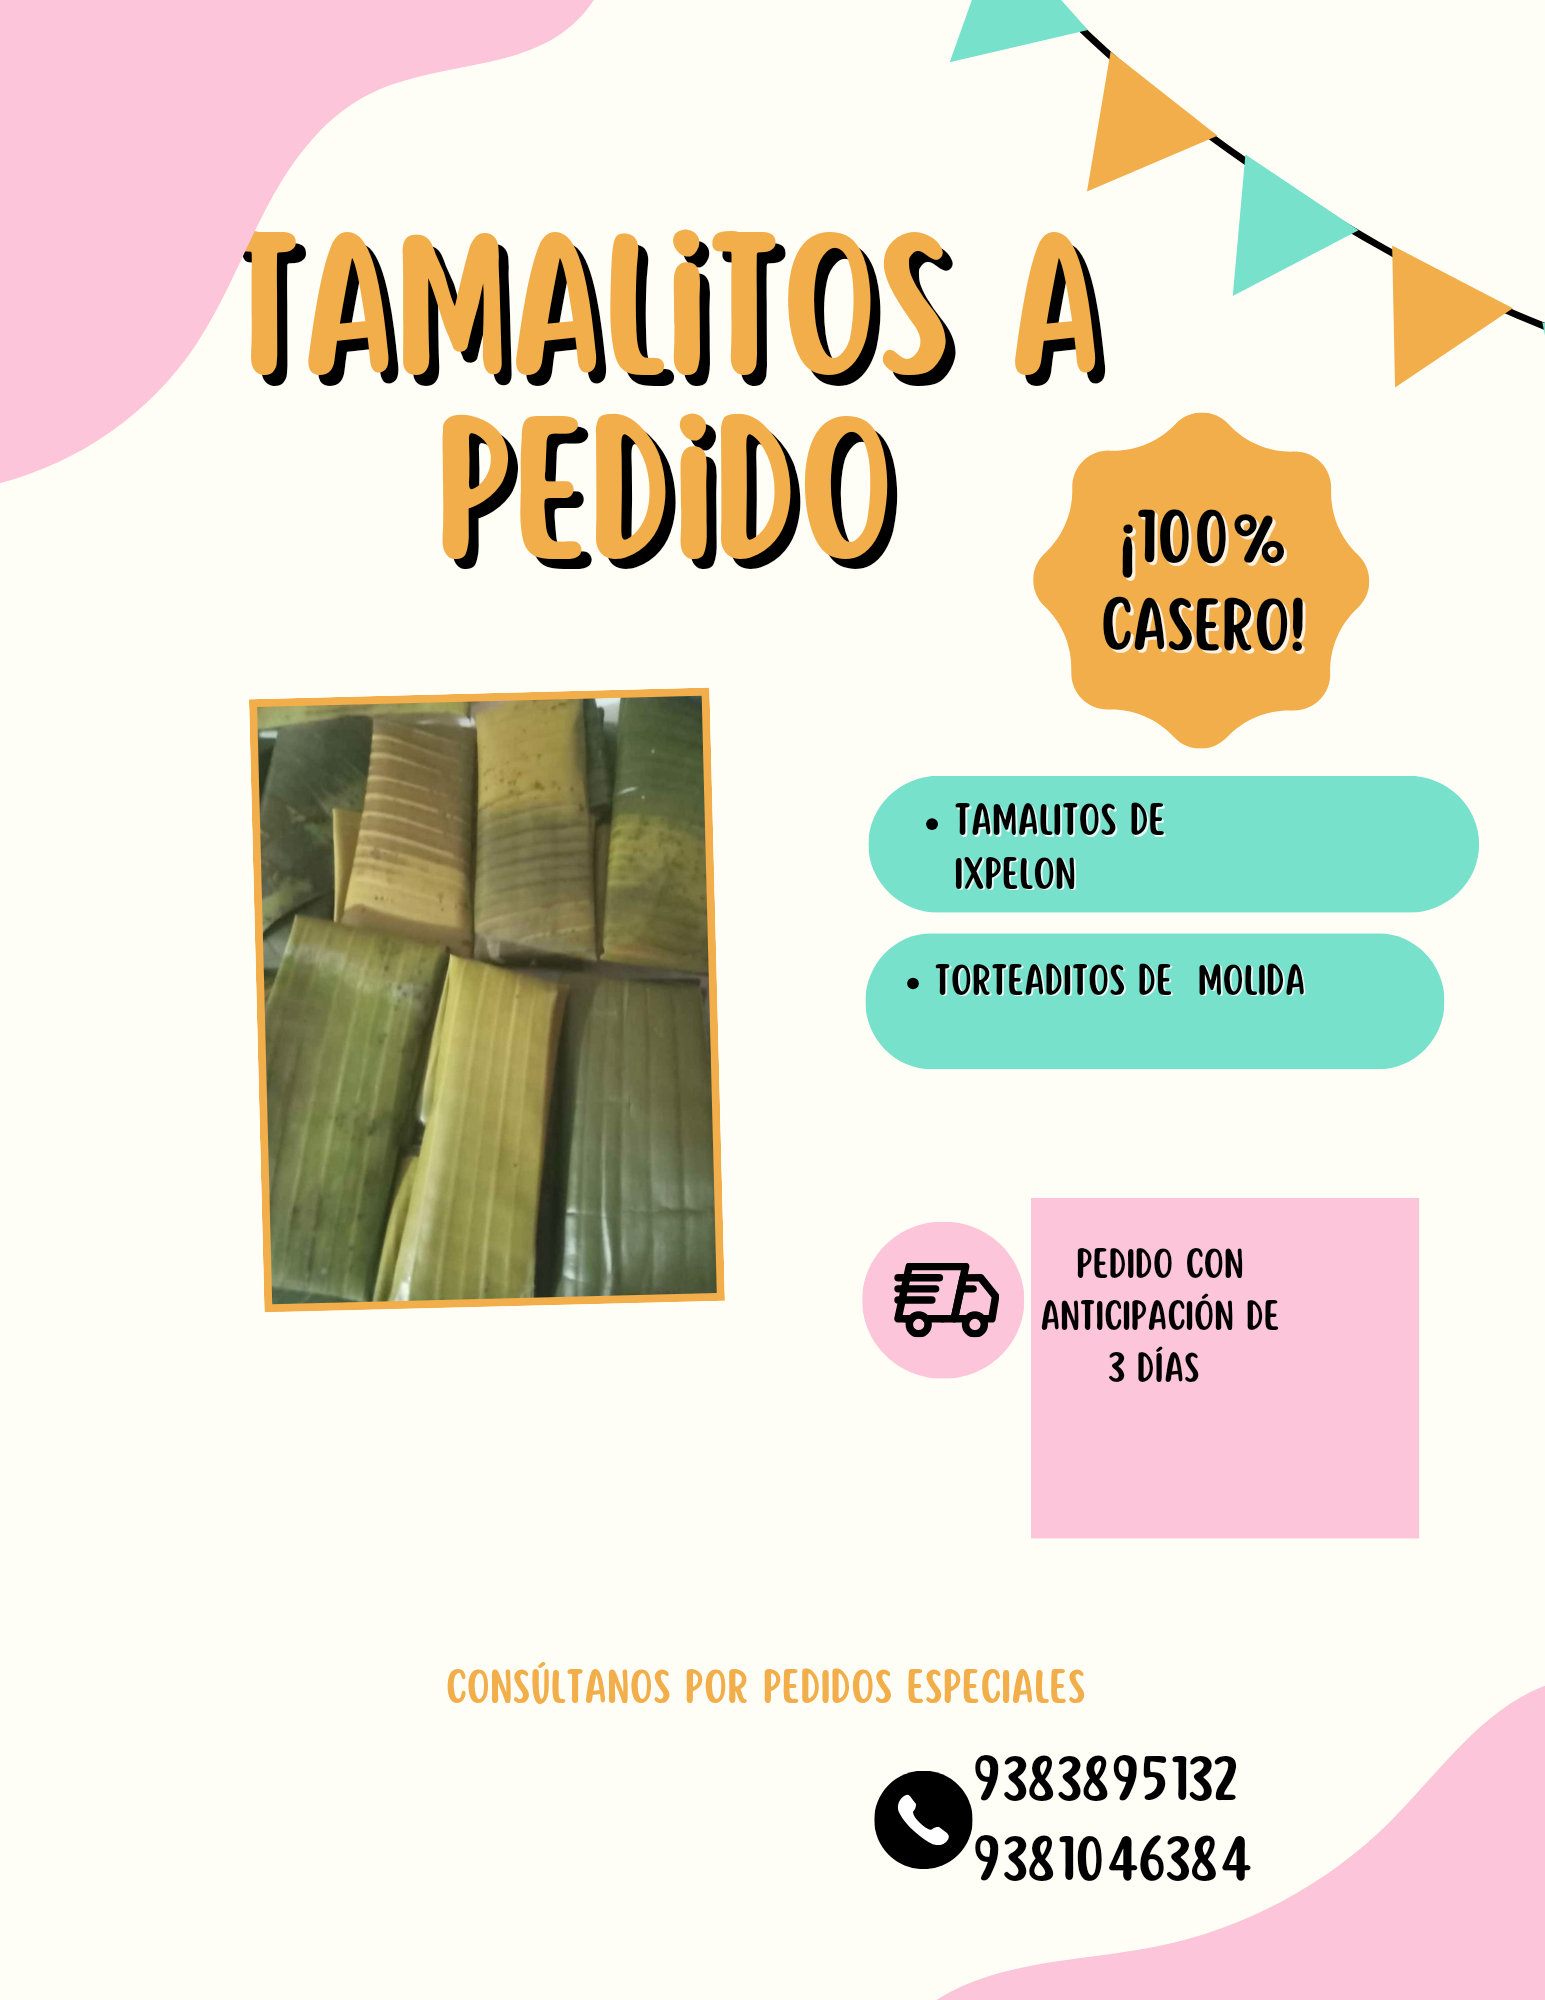 TAMALITOS A
PEDIDO
¡100%
CASERO!
• TAMALITOS DE
IXPELON
• TORTEADITOS DE MOLIDA
PEDIDO CON
ANTICIPACIÓN DE
3 DÍAS
CONSÚLTANOS POR PEDIDOS ESPECIALES
9383895132
9381046384